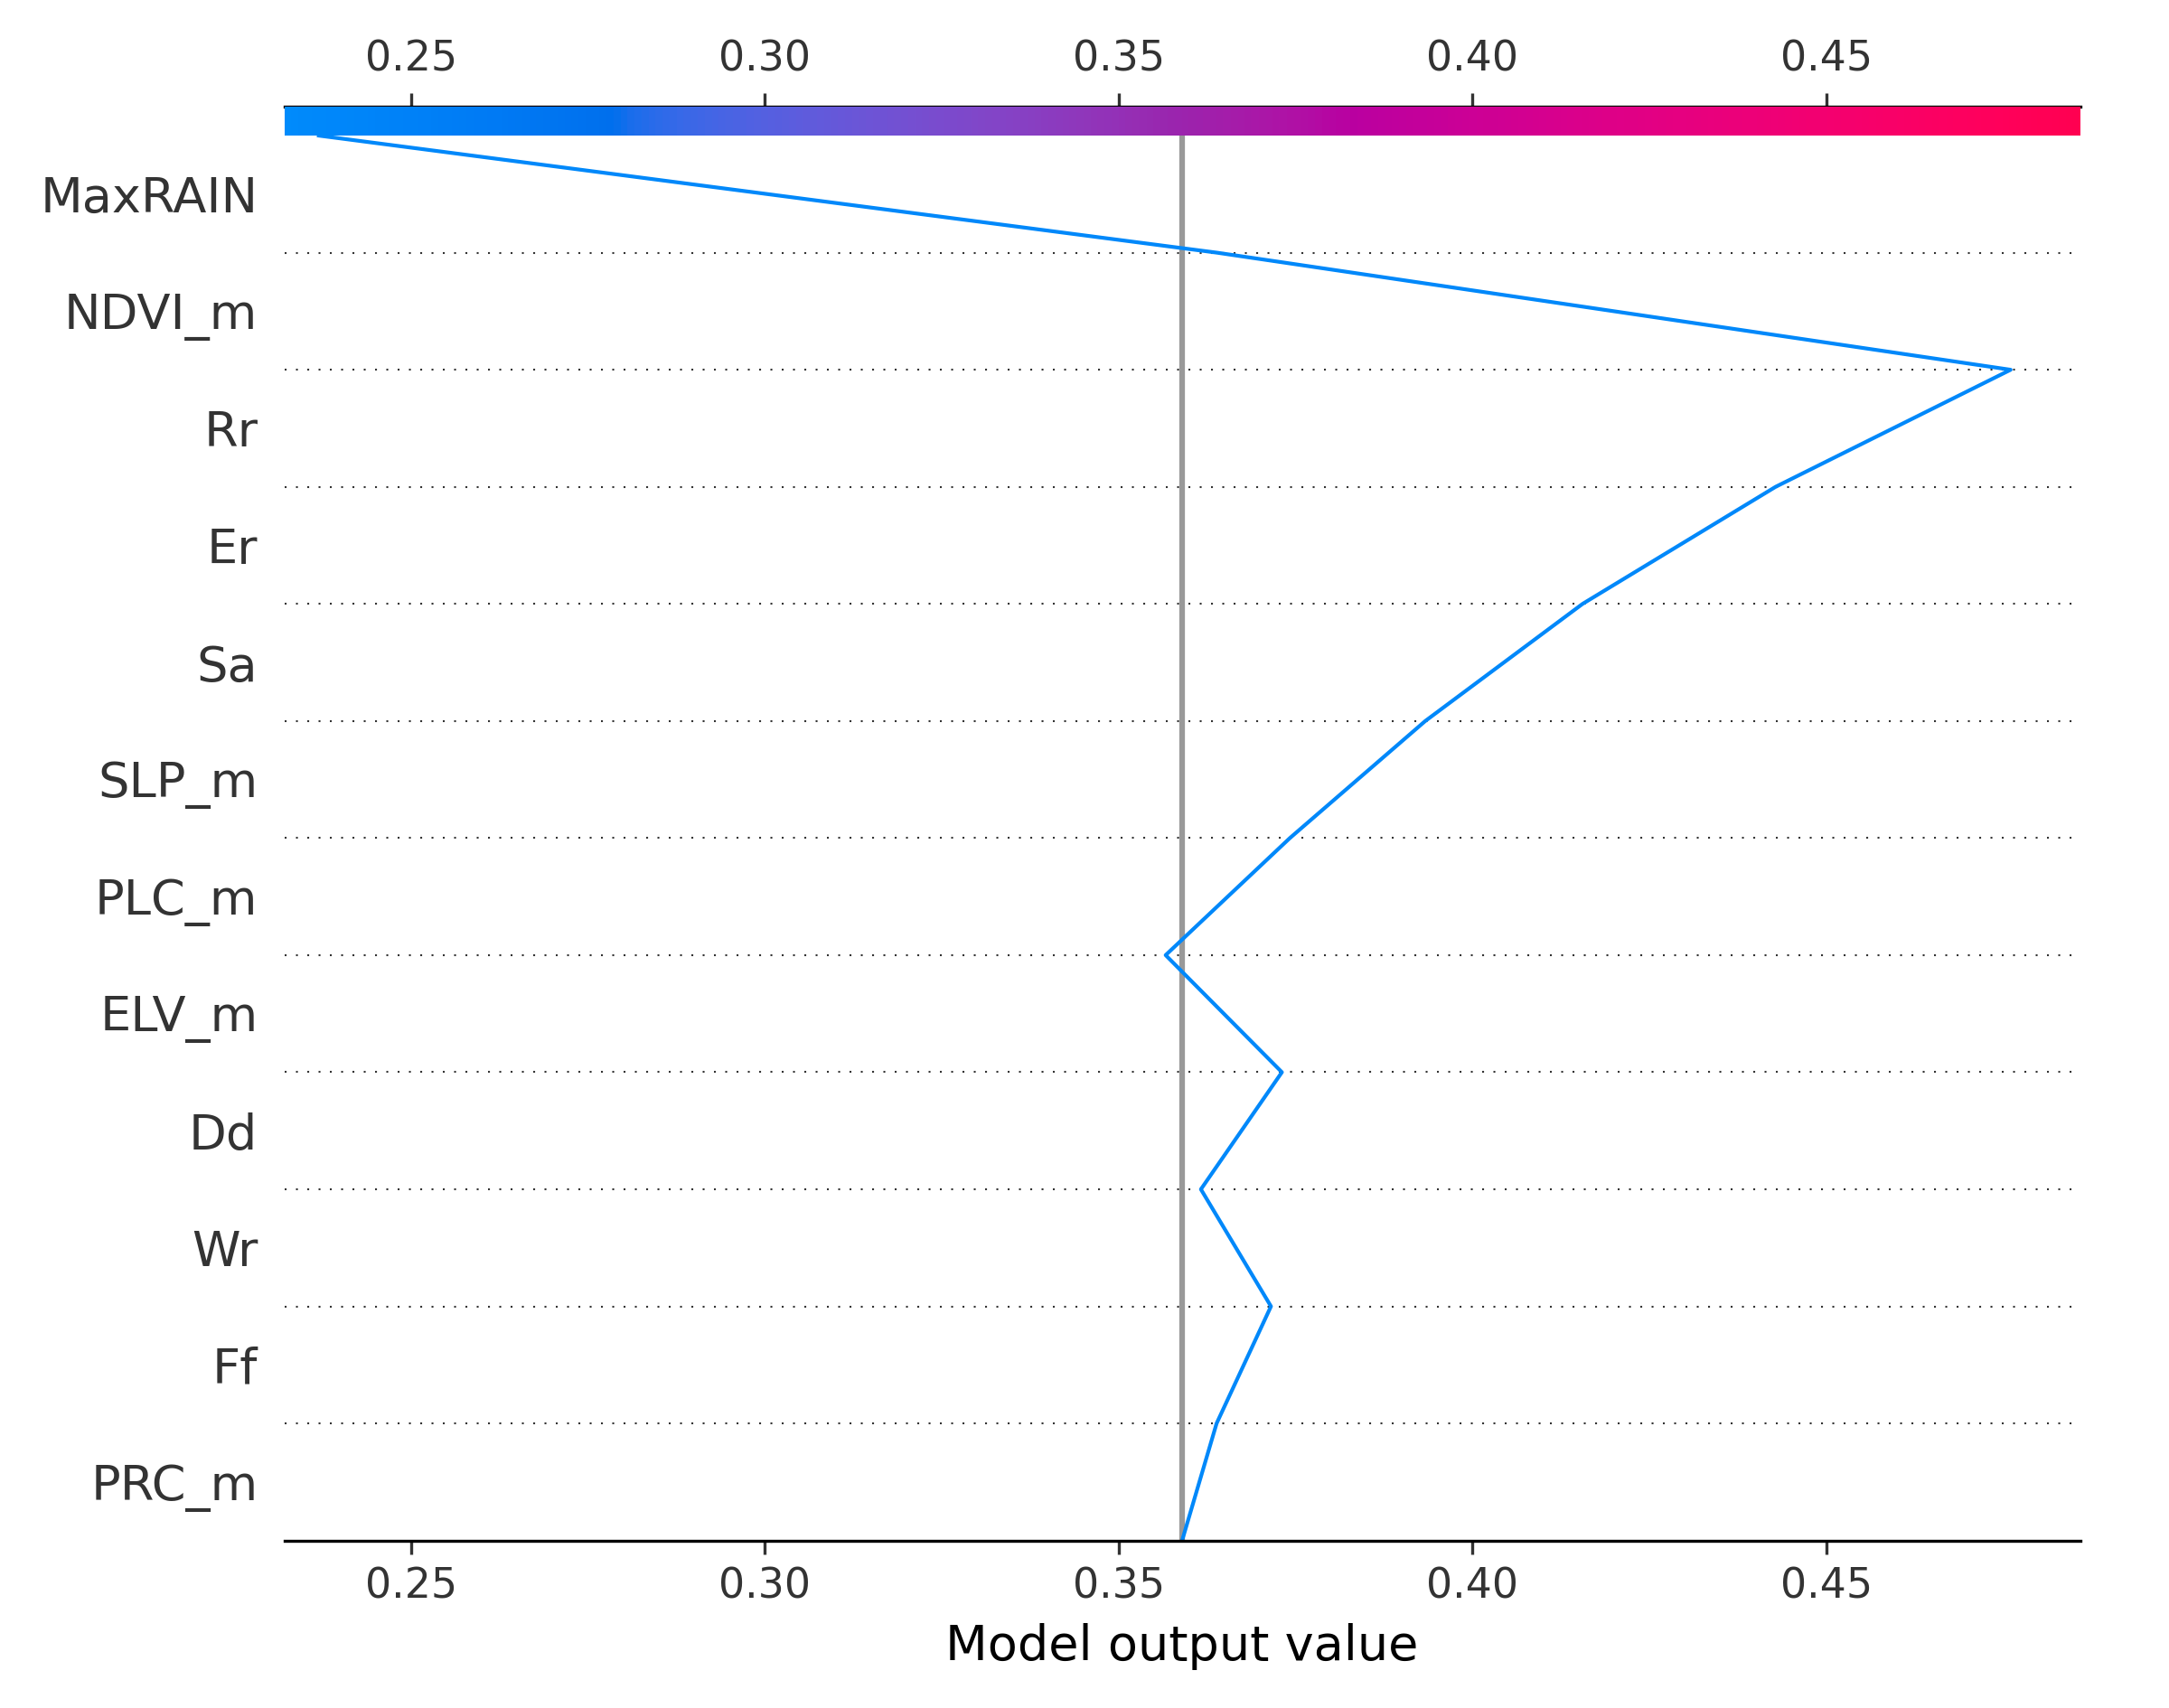 0.25 0.30 0.35 0.40 0.45
MaxRAIN
NDVI_m
Rr
Er
Sa
SLP_m
PLC_m
ELV_m
Dd
Wr
Ff
PRC_m
0.25 0.30 0.35 0.40 0.45
Model output value